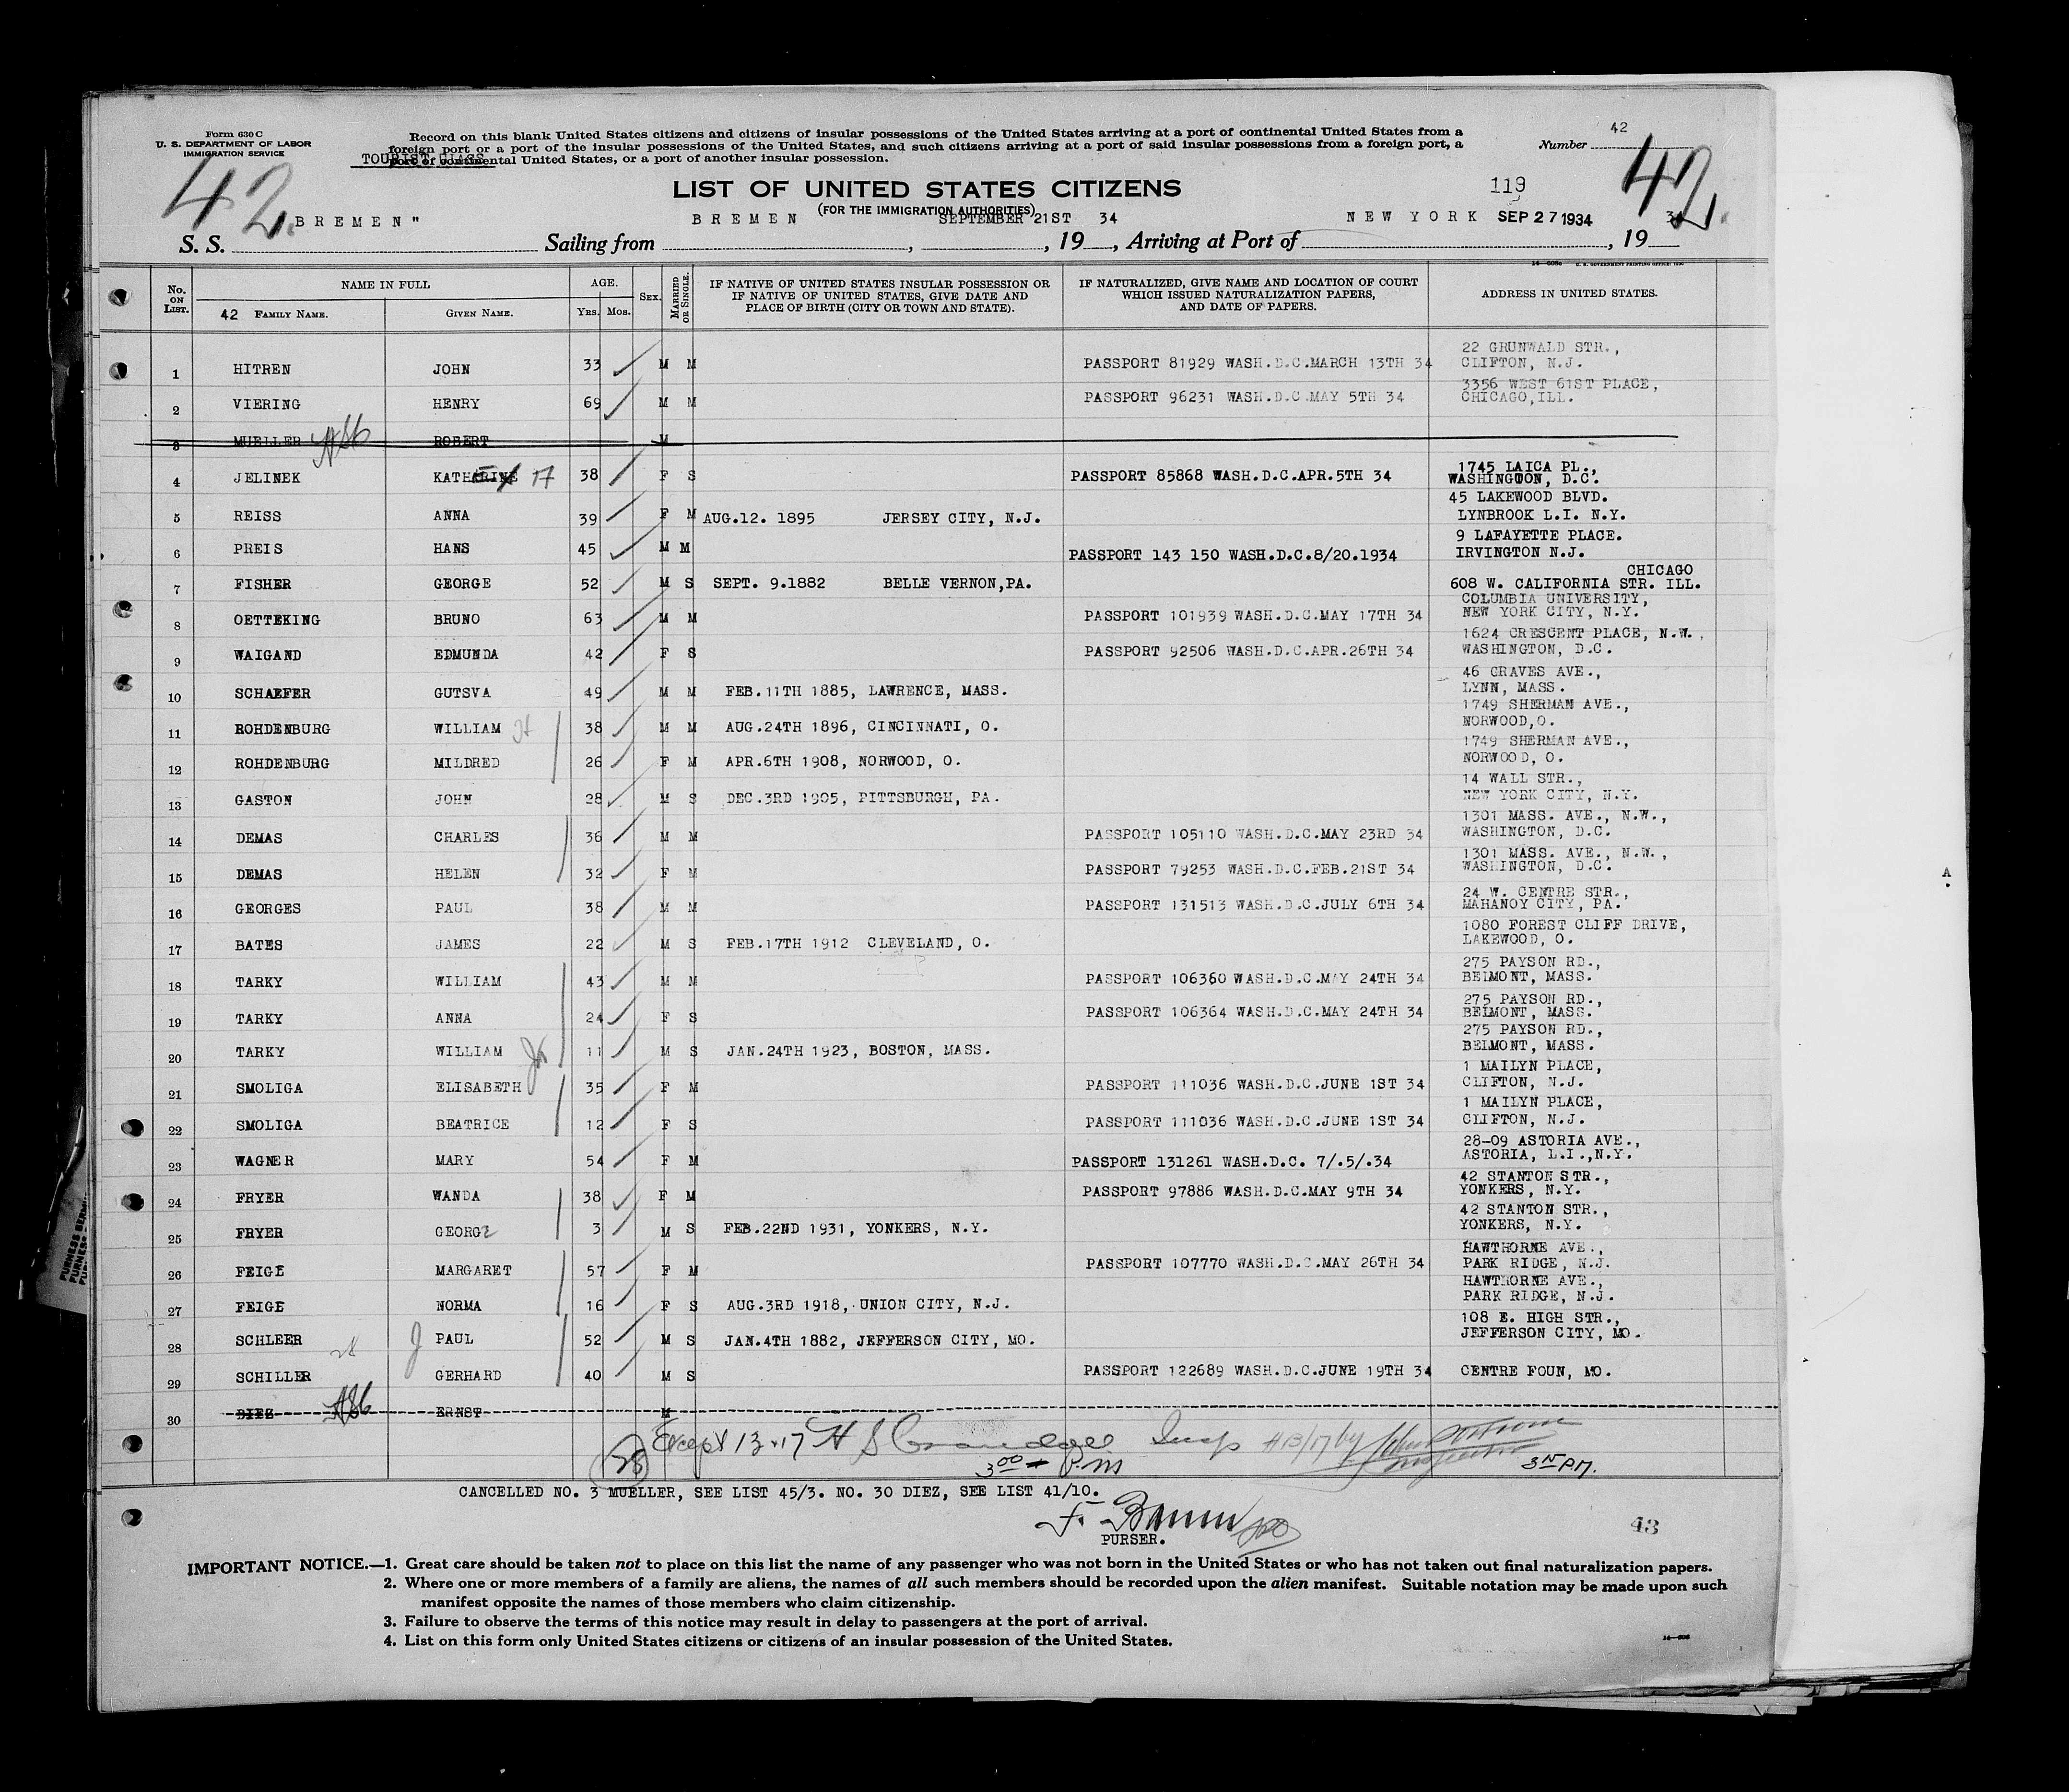 Form 630 C
U. S. DEPARTMENT OF LABOR
IMMIGRATION SERVICE
Record on this blank United States citizens and citizens of insular possessions of the United States arriving at a port of continental United States from a
foreign port or a port of the insular possessions of the United States, and such citizens arriving at a port of said insular possessions from a foreign port, a
port of continental United States, or a port of another insular possession.
TOURIST CLASS
42
Number
42
42
LIST OF UNITED STATES CITIZENS
(FOR THE IMMIGRATION AUTHORITIES)
119
S. S. BREMEN" Sailing from BREMEN, SEPTEMBER 21ST, 19 34, Arriving at Port of NEW YORK SEP 27 1934, 19 34
No. ON LIST. NAME IN FULL AGE. SEX. MARRIED OR SINGLE. IF NATIVE OF UNITED STATES INSULAR POSSESSION OR IF NATIVE OF UNITED STATES, GIVE DATE AND PLACE OF BIRTH (CITY OR TOWN AND STATE). IF NATURALIZED, GIVE NAME AND LOCATION OF COURT WHICH ISSUED NATURALIZATION PAPERS, AND DATE OF PAPERS. ADDRESS IN UNITED STATES.
42 FAMILY NAME. GIVEN NAME. YRS. MOS.
1 HITREN JOHN 33 M M PASSPORT 81929 WASH.D.C.MARCH 13TH 34 22 GRUNWALD STR., CLIFTON, N.J.
2 VIERING HENRY 69 M M PASSPORT 96231 WASH.D.C.MAY 5TH 34 3356 WEST 61ST PLACE, CHICAGO,ILL.
3 MUELLER ROBERT M
4 JELINEK KATHERINE 17 38 F S PASSPORT 85868 WASH.D.C.APR.5TH 34 1745 LAICA PL., WASHINGTON, D.C.
5 REISS ANNA 39 F M AUG.12. 1895 JERSEY CITY, N.J. 45 LAKEWOOD BLVD. LYNBROOK L.I. N.Y.
6 PREIS HANS 45 M M PASSPORT 143 150 WASH.D.C.8/20.1934 9 LAFAYETTE PLACE. IRVINGTON N.J.
7 FISHER GEORGE 52 M S SEPT. 9.1882 BELLE VERNON,PA. CHICAGO 608 W. CALIFORNIA STR. ILL.
8 OETTEKING BRUNO 63 M M PASSPORT 101939 WASH.D.C.MAY 17TH 34 COLUMBIA UNIVERSITY, NEW YORK CITY, N.Y.
9 WAIGAND EDMUNDA 42 F S PASSPORT 92506 WASH.D.C.APR.26TH 34 1624 CRESCENT PLACE, N.W., WASHINGTON, D.C.
10 SCHAEFER GUTSVA 49 M M FEB.11TH 1885, LAWRENCE, MASS. 46 GRAVES AVE., LYNN, MASS.
11 ROHDENBURG WILLIAM H 38 M M AUG.24TH 1896, CINCINNATI, O. 1749 SHERMAN AVE., NORWOOD,O.
12 ROHDENBURG MILDRED 26 F M APR.6TH 1908, NORWOOD, O. 1749 SHERMAN AVE., NORWOOD, O.
13 GASTON JOHN 28 M S DEC.3RD 1905, PITTSBURGH, PA. 14 WALL STR., NEW YORK CITY, N.Y.
14 DEMAS CHARLES 36 M M PASSPORT 105110 WASH.D.C.MAY 23RD 34 1301 MASS. AVE., N.W., WASHINGTON, D.C.
15 DEMAS HELEN 32 F M PASSPORT 79253 WASH.D.C.FEB.21ST 34 1301 MASS. AVE., N.W., WASHINGTON, D.C.
16 GEORGES PAUL 38 M M PASSPORT 131513 WASH.D.C.JULY 6TH 34 24 W. CENTRE STR., MAHANOY CITY, PA.
17 BATES JAMES 22 M S FEB.17TH 1912 CLEVELAND, O. 1080 FOREST CLIFF DRIVE, LAKEWOOD, O.
18 TARKY WILLIAM 43 M M PASSPORT 106360 WASH.D.C.MAY 24TH 34 275 PAYSON RD., BELMONT, MASS.
19 TARKY ANNA 24 F S PASSPORT 106364 WASH.D.C.MAY 24TH 34 275 PAYSON RD., BELMONT, MASS.
20 TARKY WILLIAM Jr 11 M S JAN.24TH 1923, BOSTON, MASS. 275 PAYSON RD., BELMONT, MASS.
21 SMOLIGA ELISABETH 35 F M PASSPORT 111036 WASH.D.C.JUNE 1ST 34 1 MAILYN PLACE, CLIFTON, N.J.
22 SMOLIGA BEATRICE 12 F S PASSPORT 111036 WASH.D.C.JUNE 1ST 34 1 MAILYN PLACE, CLIFTON, N.J.
23 WAGNER MARY 54 F M PASSPORT 131261 WASH.D.C. 7/.5/.34 28-09 ASTORIA AVE., ASTORIA, L.I.,N.Y.
24 FRYER WANDA 38 F M PASSPORT 97886 WASH.D.C.MAY 9TH 34 42 STANTON STR., YONKERS, N.Y.
25 FRYER GEORGE 3 M S FEB.22ND 1931, YONKERS, N.Y. 42 STANTON STR., YONKERS, N.Y.
26 FEIGE MARGARET 57 F M PASSPORT 107770 WASH.D.C.MAY 26TH 34 HAWTHORNE AVE., PARK RIDGE, N.J.
27 FEIGE NORMA 16 F S AUG.3RD 1918, UNION CITY, N.J. HAWTHORNE AVE., PARK RIDGE, N.J.
28 SCHLEER J PAUL 52 M S JAN.4TH 1882, JEFFERSON CITY, MO. 108 E. HIGH STR., JEFFERSON CITY, MO.
29 SCHILLER GERHARD 40 M S PASSPORT 122689 WASH.D.C.JUNE 19TH 34 CENTRE FOUN, MO.
30 DIEZ ERNST M
28 Except 13 + 17 H S Crandall Insp #13/17 by
3 00 P.M 3 P.M.
CANCELLED NO. 3 MUELLER, SEE LIST 45/3. NO. 30 DIEZ, SEE LIST 41/10.
PURSER.
43
IMPORTANT NOTICE.—1. Great care should be taken not to place on this list the name of any passenger who was not born in the United States or who has not taken out final naturalization papers.
2. Where one or more members of a family are aliens, the names of all such members should be recorded upon the alien manifest. Suitable notation may be made upon such
manifest opposite the names of those members who claim citizenship.
3. Failure to observe the terms of this notice may result in delay to passengers at the port of arrival.
4. List on this form only United States citizens or citizens of an insular possession of the United States.